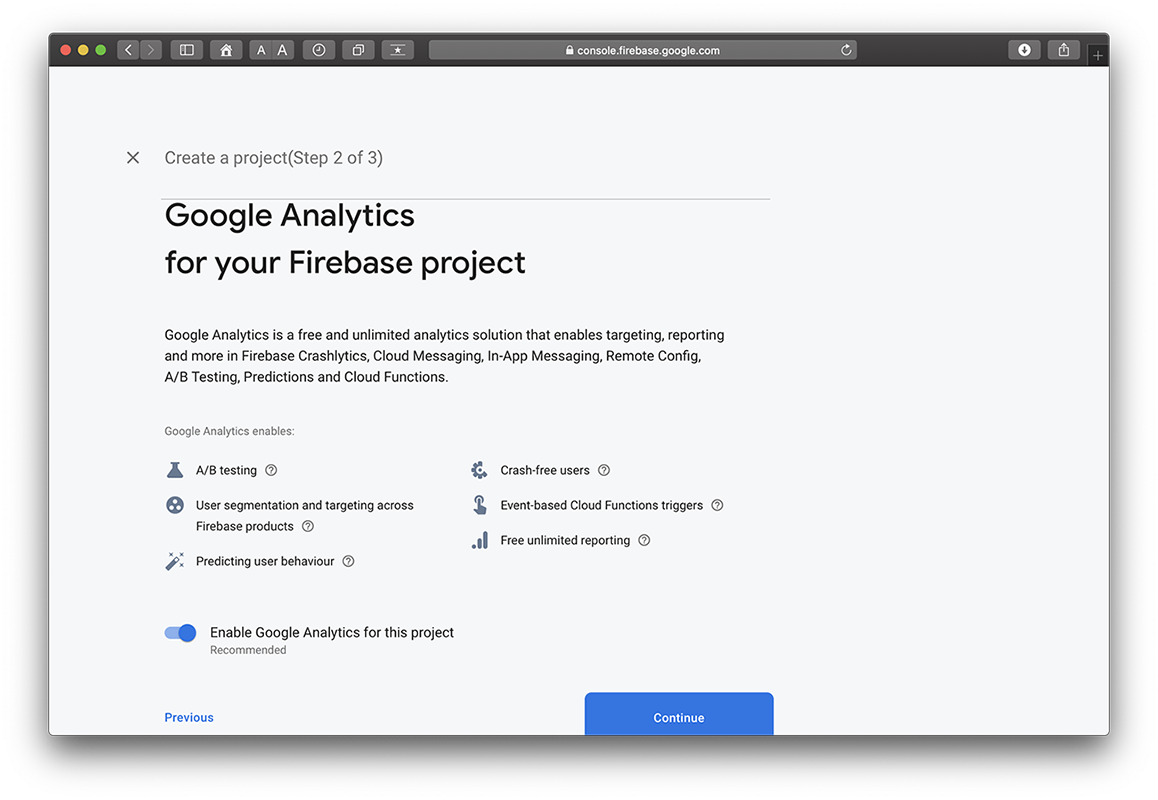 A A
console.firebase.google.com
Create a project(Step 2 of 3)
Google Analytics
for your Firebase project
Google Analytics is a free and unlimited analytics solution that enables targeting, reporting
and more in Firebase Crashlytics, Cloud Messaging, In-App Messaging, Remote Config,
A/B Testing, Predictions and Cloud Functions.
Google Analytics enables:
A/B testing
User segmentation and targeting across
Firebase products
Predicting user behaviour
Crash-free users
Event-based Cloud Functions triggers
Free unlimited reporting
Enable Google Analytics for this project
Recommended
Previous
Continue